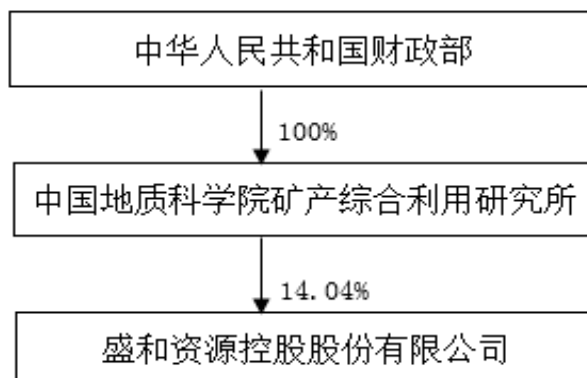 中华人民共和国财政部
100%
中国地质科学院矿产综合利用研究所
14.04%
盛和资源控股股份有限公司